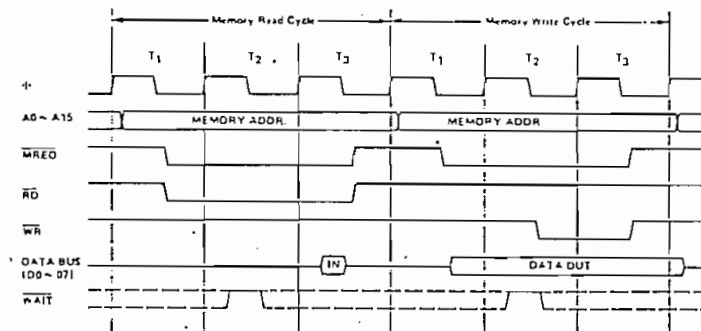 Memory Read Cycle Memory Write Cycle
T1 T2 T3 T1 T2 T3
Φ
A0 ~ A15 MEMORY ADDR. MEMORY ADDR
MREQ
RD
WR
DATA BUS IN DATA OUT
(D0 ~ D7)
WAIT